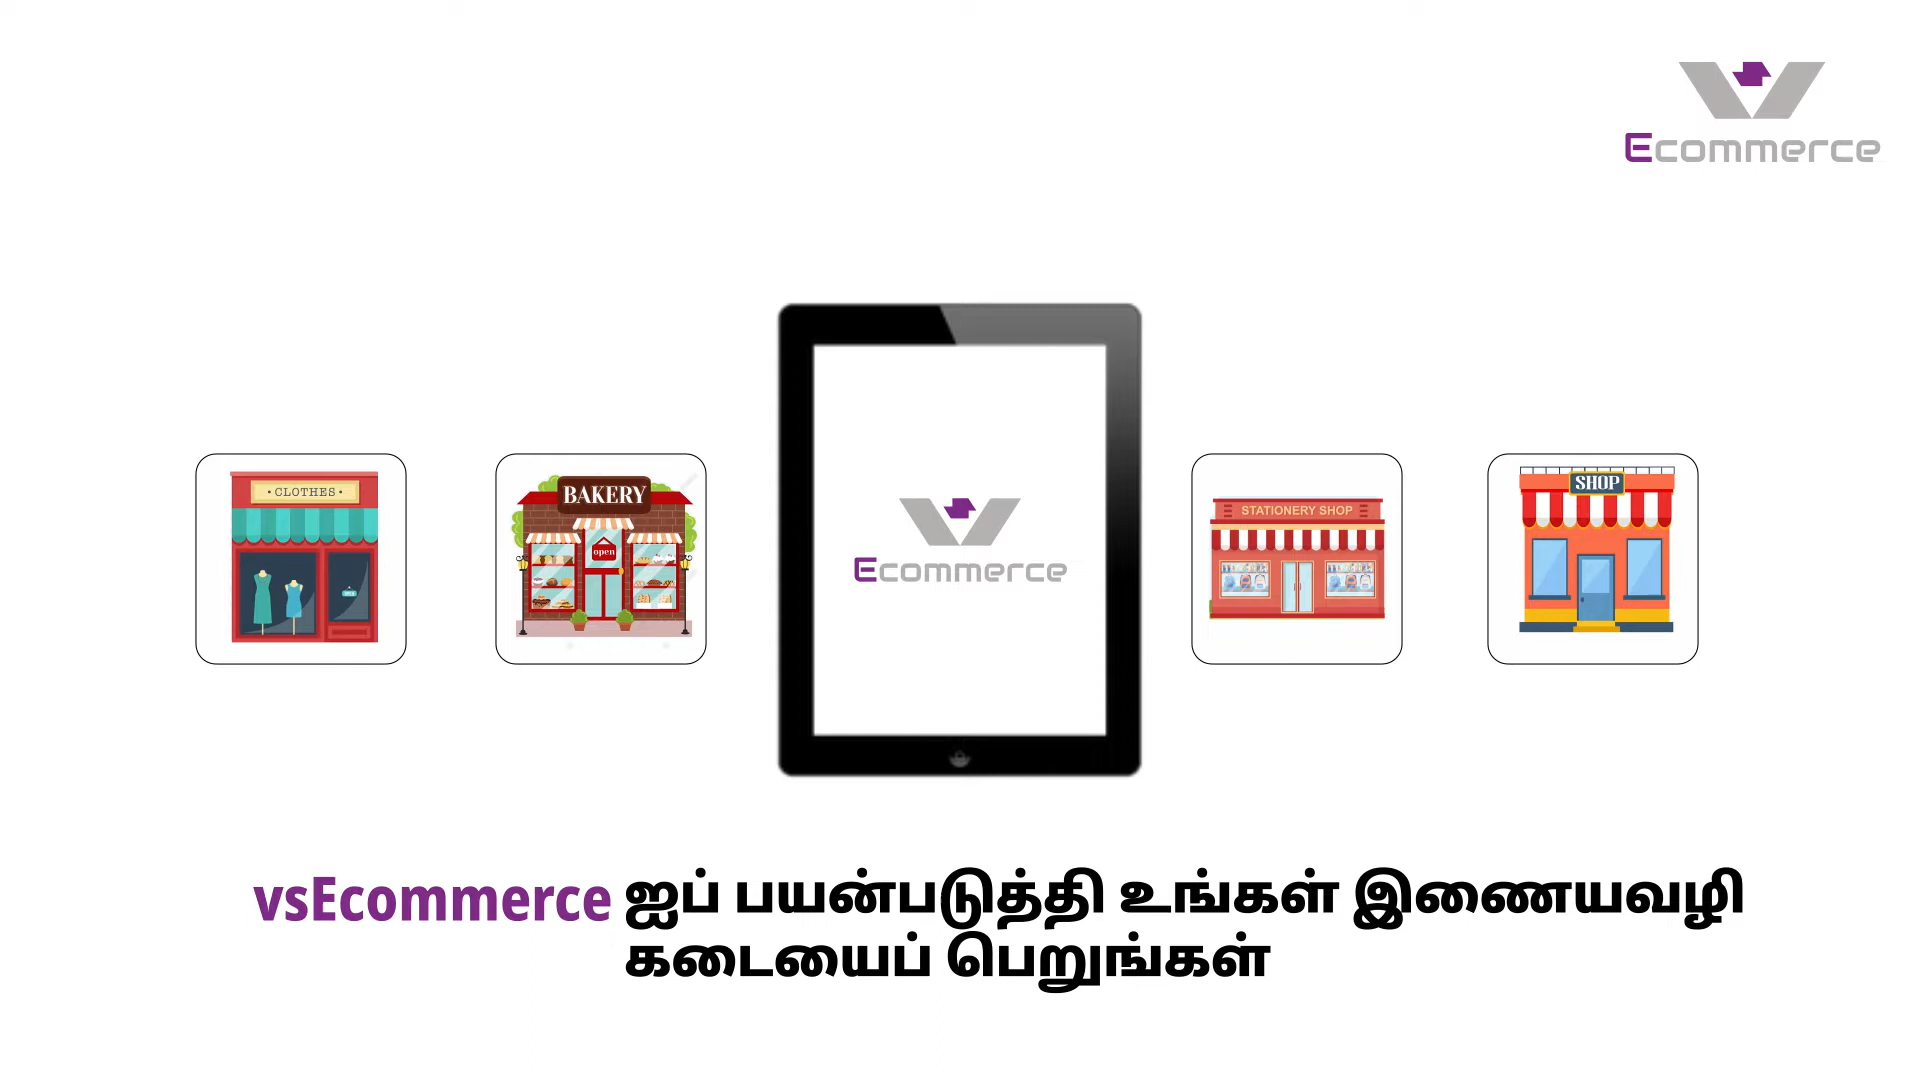 Ecommerce
CLOTHES
BAKERY
open
Ecommerce
STATIONERY SHOP
SHOP
vsEcommerce ஐப் பயன்படுத்தி உங்கள் இணையவழி
கடையைப் பெறுங்கள்